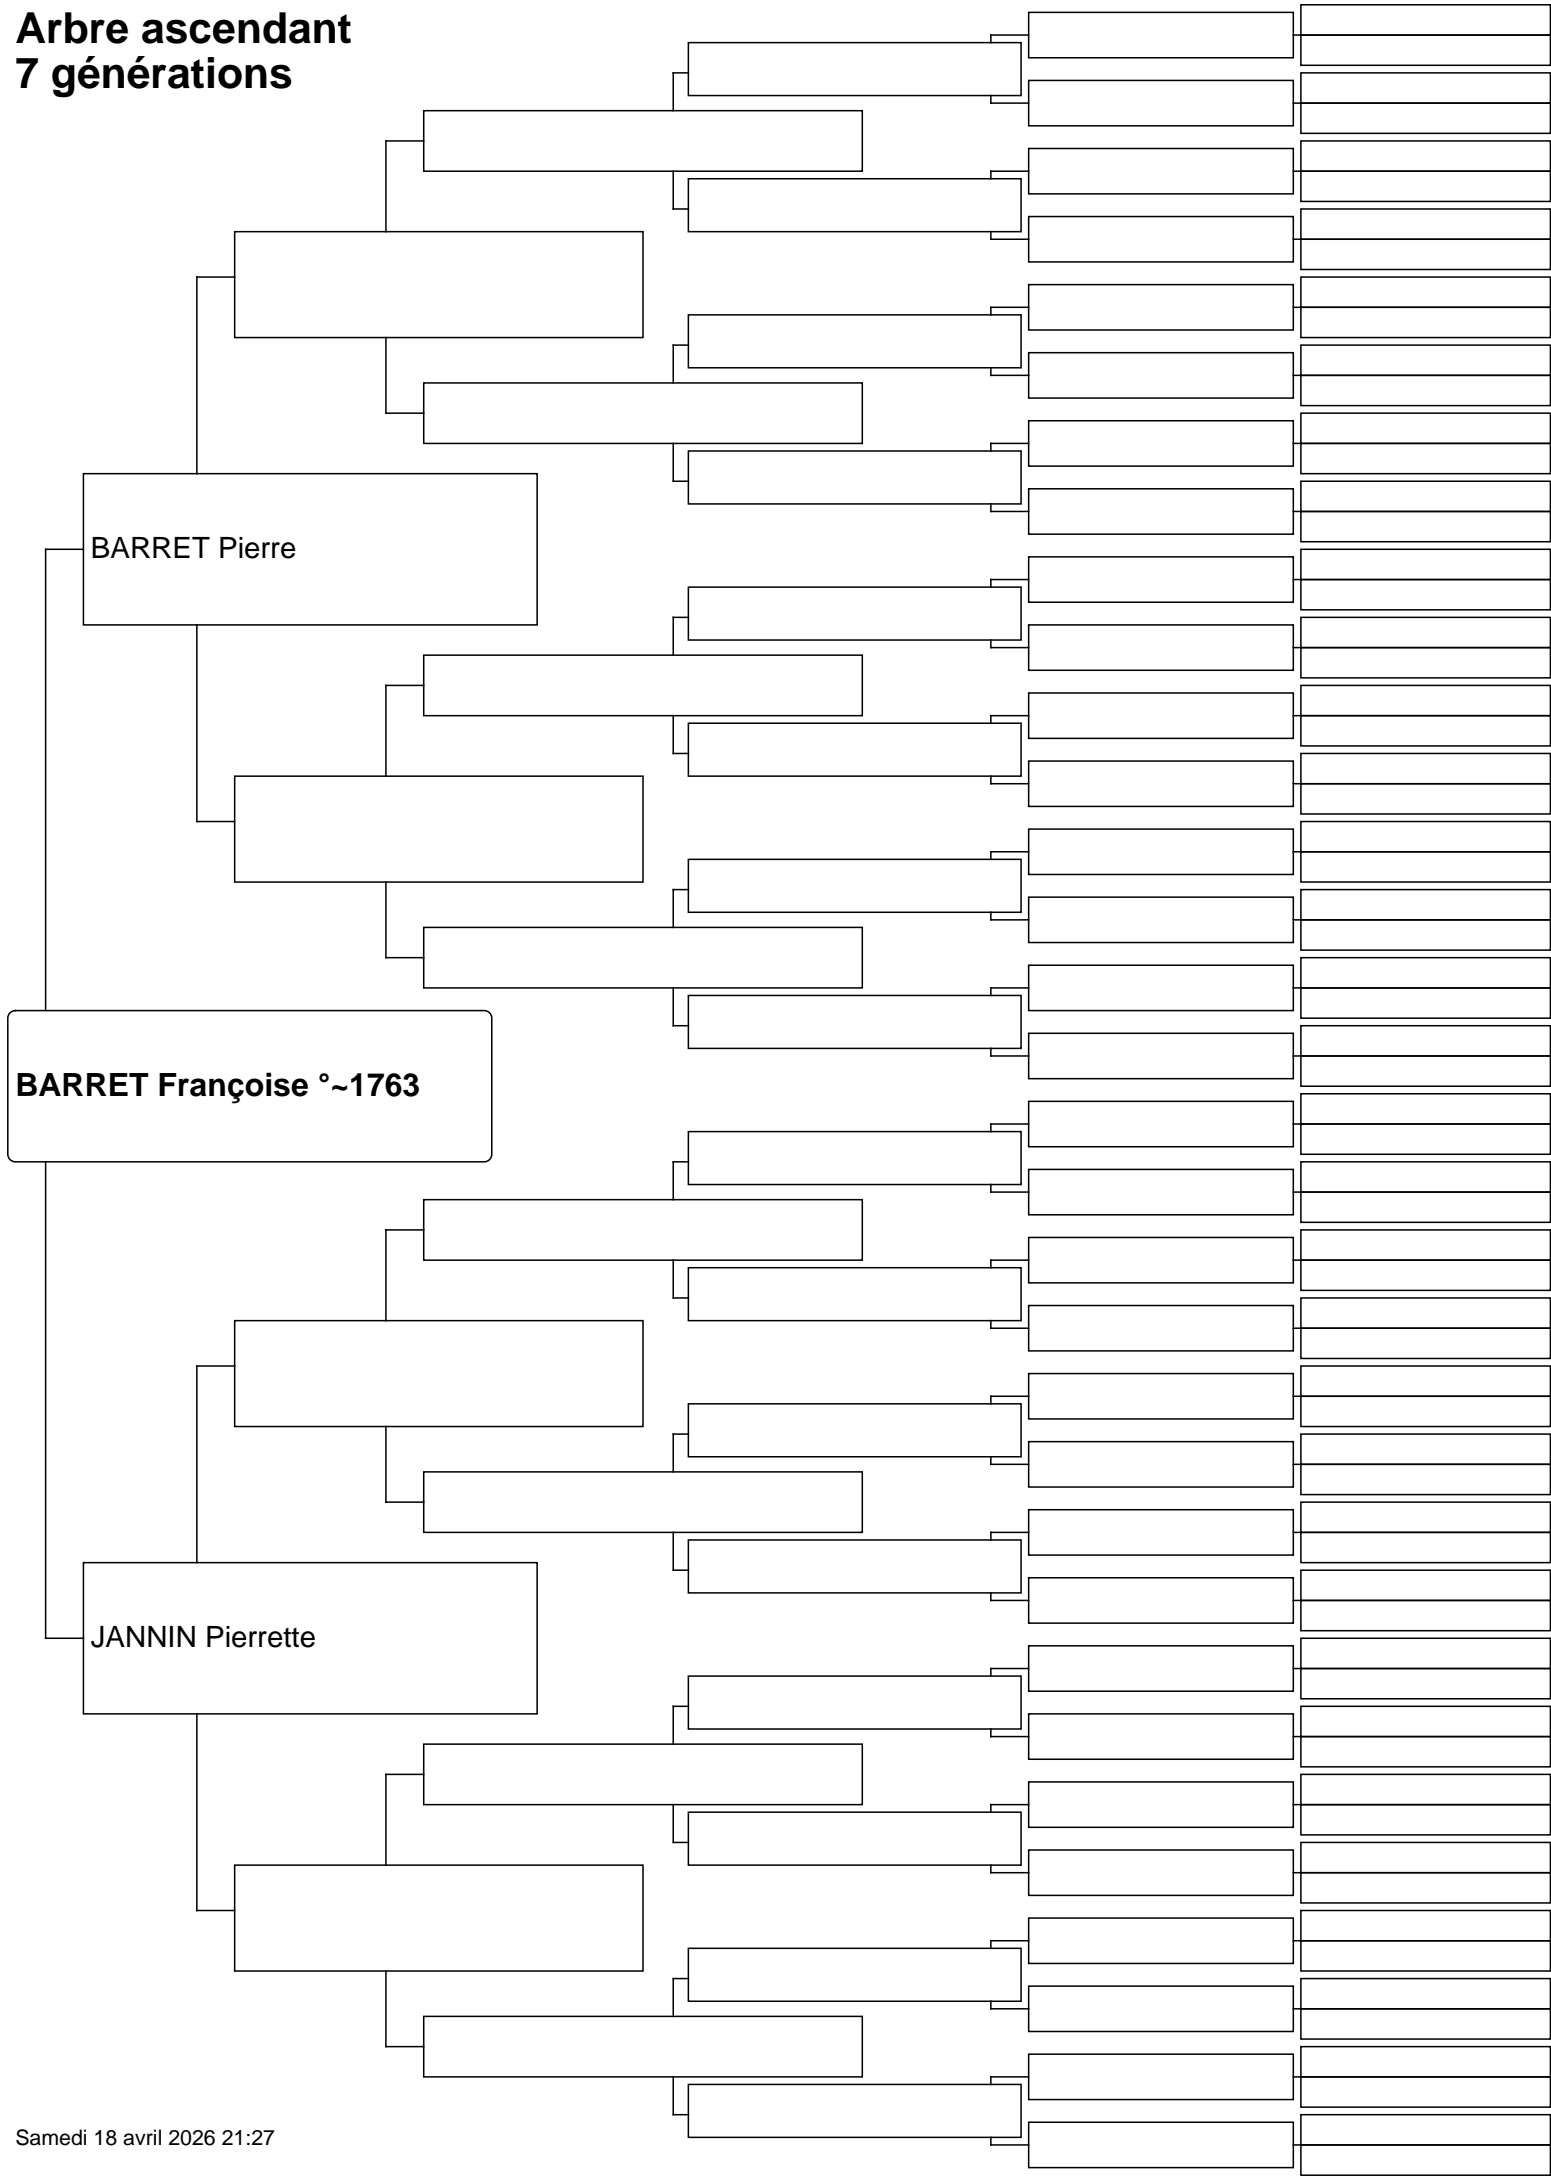 Arbre ascendant
7 générations
BARRET Pierre
BARRET Françoise °~1763
JANNIN Pierrette
Samedi 18 avril 2026 21:27